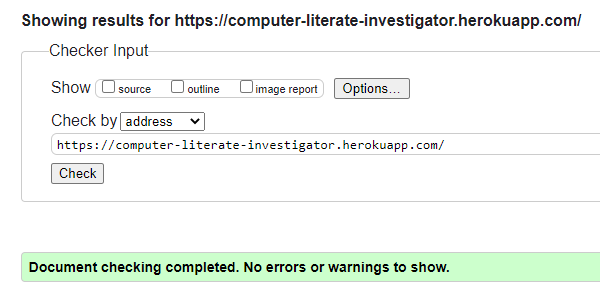 Showing results for https://computer-literate-investigator.herokuapp.com/
Checker Input
Show source outline image report Options...
Check by address
https://computer-literate-investigator.herokuapp.com/
Check
Document checking completed. No errors or warnings to show.